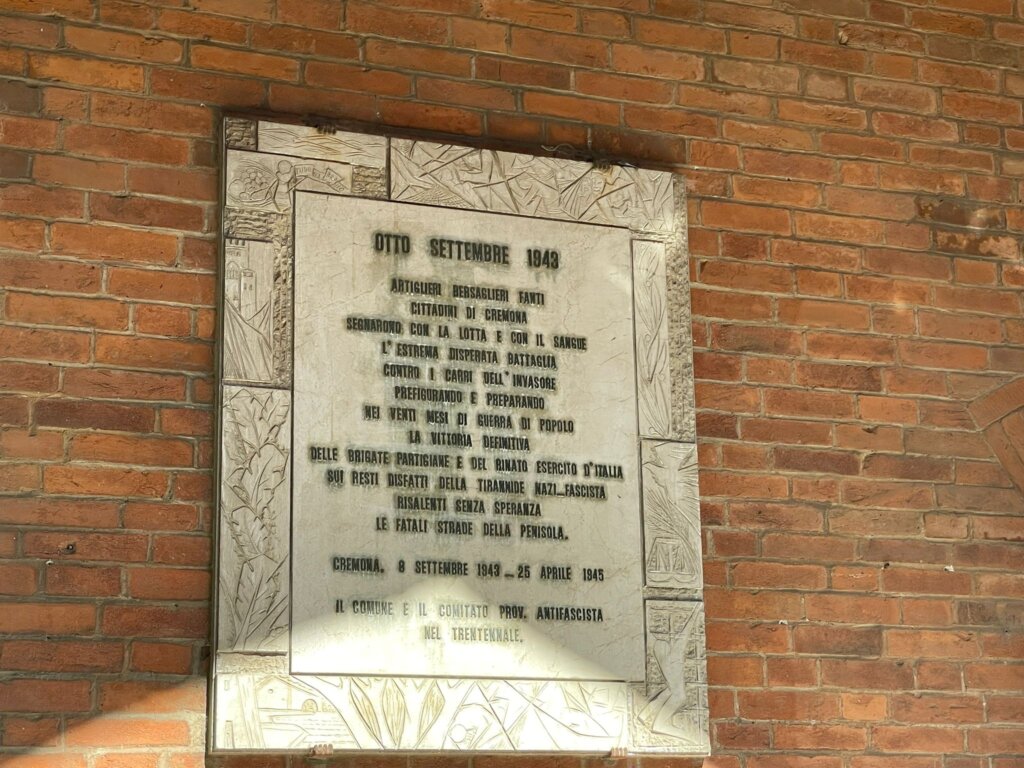 OTTO SETTEMBRE 1943
ARTIGLIERI BERSAGLIERI FANTI
CITTADINI DI CREMONA
SEGNARONO CON LA LOTTA E CON IL SANGUE
L'ESTREMA DISPERATA BATTAGLIA
CONTRO I CARRI DELL'INVASORE
PREFIGURANDO E PREPARANDO
NEI VENTI MESI DI GUERRA DI POPOLO
LA VITTORIA DEFINITIVA
DELLE BRIGATE PARTIGIANE E DEL RINATO ESERCITO D'ITALIA
SUI RESTI DISFATTI DELLA TIRANNIDE NAZI_FASCISTA
RISALENTI SENZA SPERANZA
LE FATALI STRADE DELLA PENISOLA.
CREMONA. 8 SETTEMBRE 1943 _ 25 APRILE 1945
IL COMUNE E IL COMITATO PROV. ANTIFASCISTA
NEL TRENTENNALE.